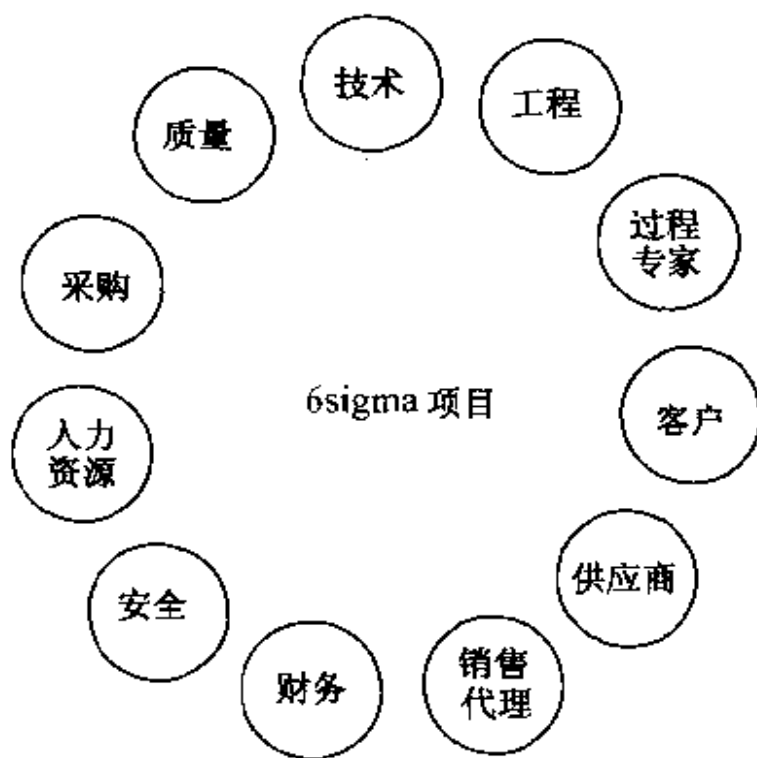 技术
工程
质量
过程
专家
采购
6sigma 项目
客户
人力
资源
供应商
安全
销售
代理
财务